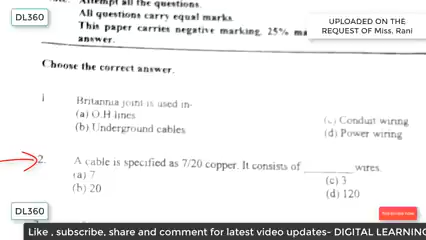 DL360
Attempt all the questions.
All questions carry equal marks.
This paper carries negative marking. 25% ma
answer.
UPLOADED ON THE
REQUEST OF Miss, Rani
Choose the correct answer.
1
Britannia joint is used in-
(a) O.H lines
(c) Conduit wiring
(b) Underground cables
(d) Power wiring
2.
A cable is specified as 7/20 copper. It consists of ________ wires.
(a) 7
(c) 3
(b) 20
(d) 120
DL360
Like , subscribe, share and comment for latest video updates- DIGITAL LEARNING